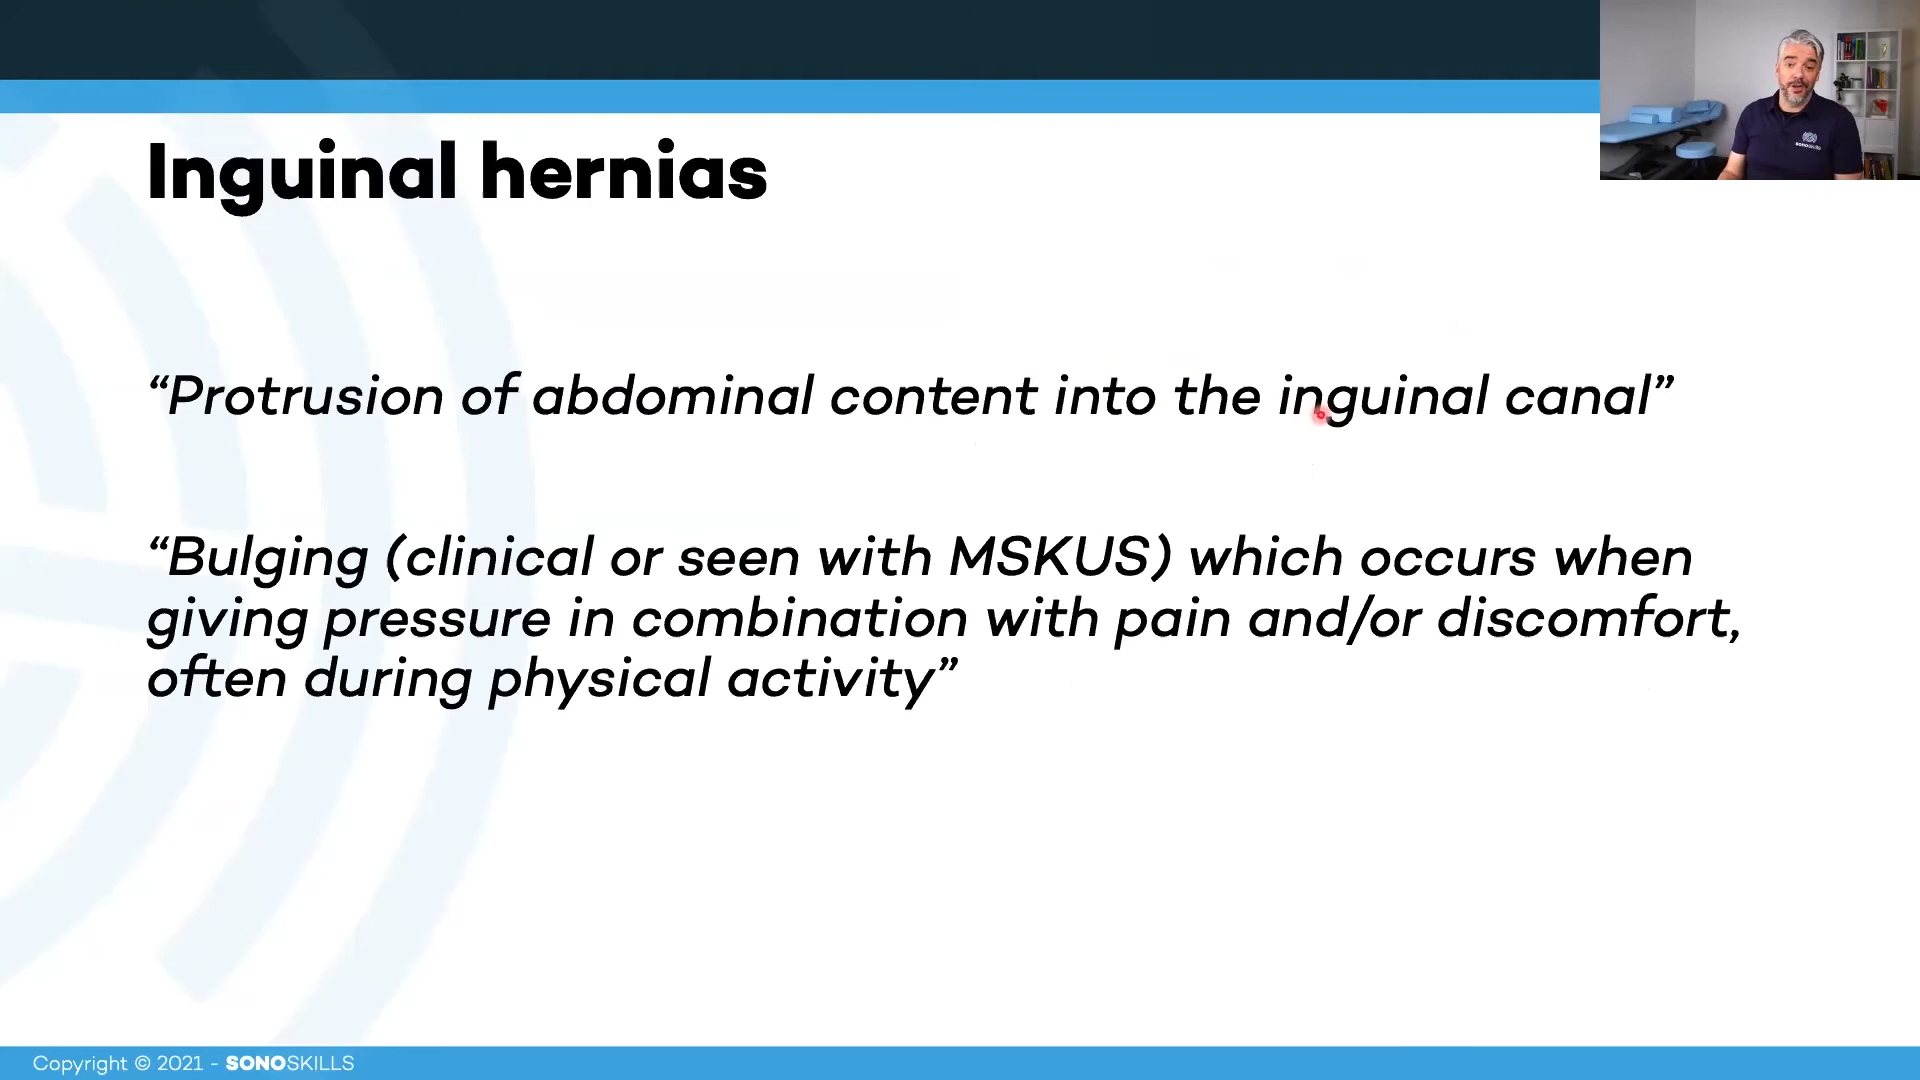 Inguinal hernias
“Protrusion of abdominal content into the inguinal canal”
“Bulging (clinical or seen with MSKUS) which occurs when
giving pressure in combination with pain and/or discomfort,
often during physical activity”
sonoskills
Copyright © 2021 - SONOSKILLS